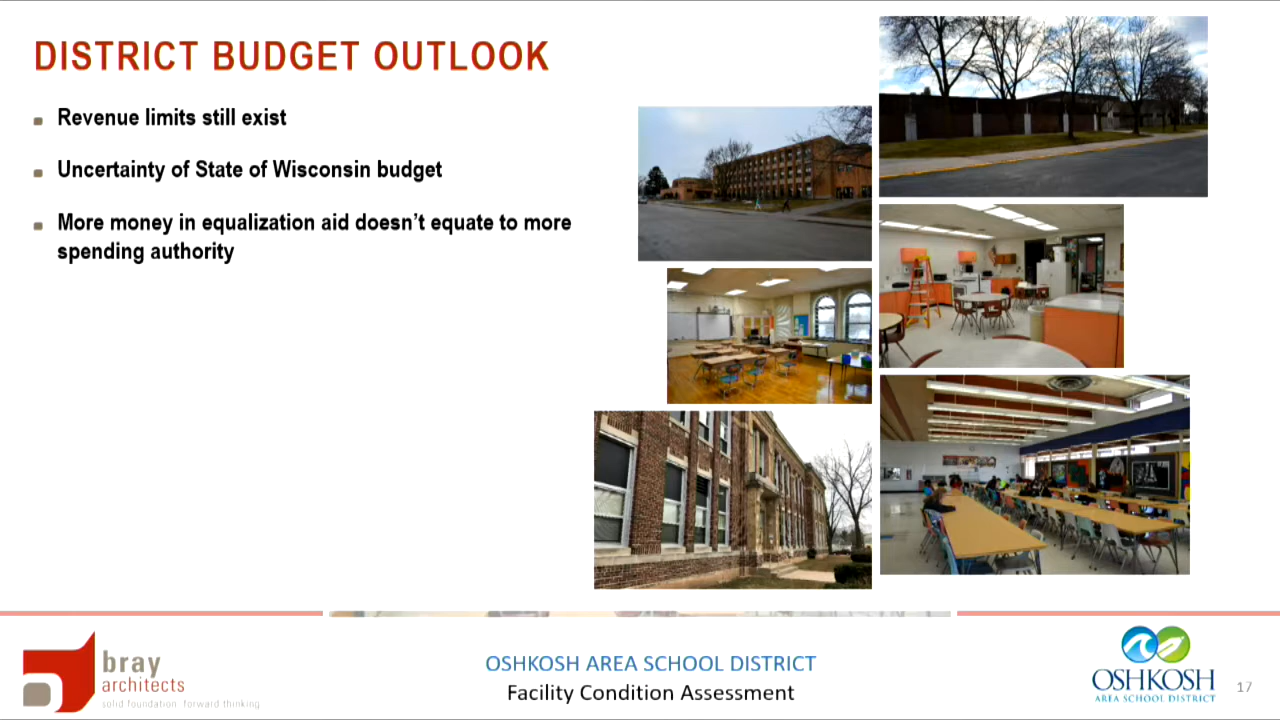 DISTRICT BUDGET OUTLOOK
Revenue limits still exist
Uncertainty of State of Wisconsin budget
More money in equalization aid doesn’t equate to more
spending authority
bray
architects
solid foundation. forward thinking
OSHKOSH AREA SCHOOL DISTRICT
Facility Condition Assessment
OSHKOSH
AREA SCHOOL DISTRICT
17